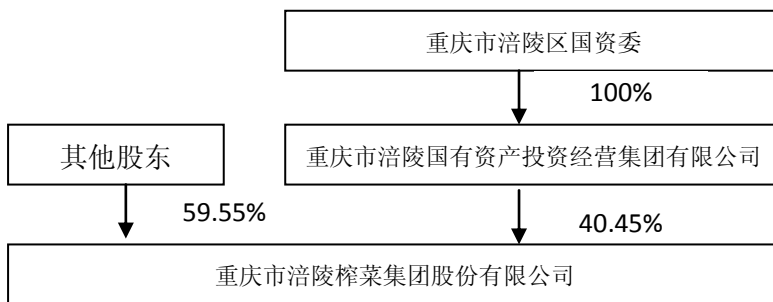 重庆市涪陵区国资委
100%
其他股东
重庆市涪陵国有资产投资经营集团有限公司
59.55%
40.45%
重庆市涪陵榨菜集团股份有限公司